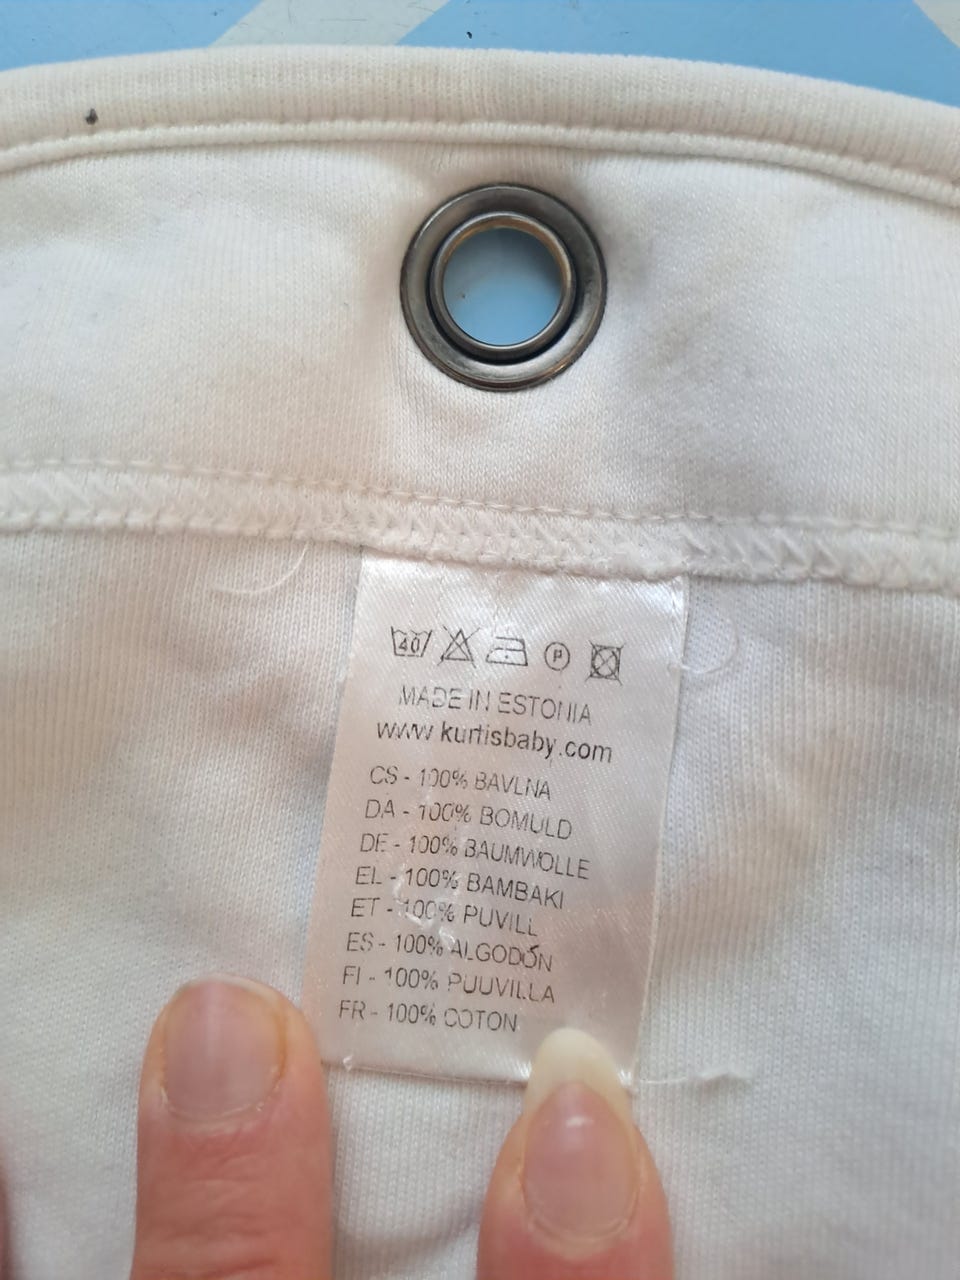 40 P
MADE IN ESTONIA
www.kurtisbaby.com
CS - 100% BAVLNA
DA - 100% BOMULD
DE - 100% BAUMWOLLE
EL - 100% BAMBAKI
ET - 100% PUVILL
ES - 100% ALGODÓN
FI - 100% PUUVILLA
FR - 100% COTON